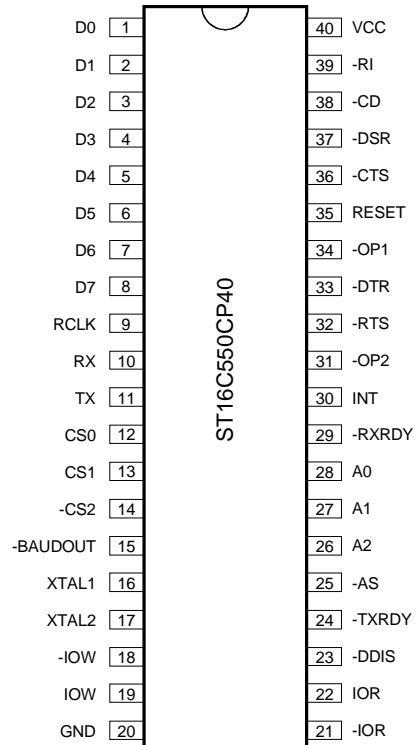 D0 1 40 VCC
D1 2 39 -RI
D2 3 38 -CD
D3 4 37 -DSR
D4 5 36 -CTS
D5 6 35 RESET
D6 7 34 -OP1
D7 8 33 -DTR
RCLK 9 32 -RTS
RX 10 31 -OP2
TX 11 30 INT
CS0 12 29 -RXRDY
CS1 13 28 A0
-CS2 14 27 A1
-BAUDOUT 15 26 A2
XTAL1 16 25 -AS
XTAL2 17 24 -TXRDY
-IOW 18 23 -DDIS
IOW 19 22 IOR
GND 20 21 -IOR
ST16C550CP40